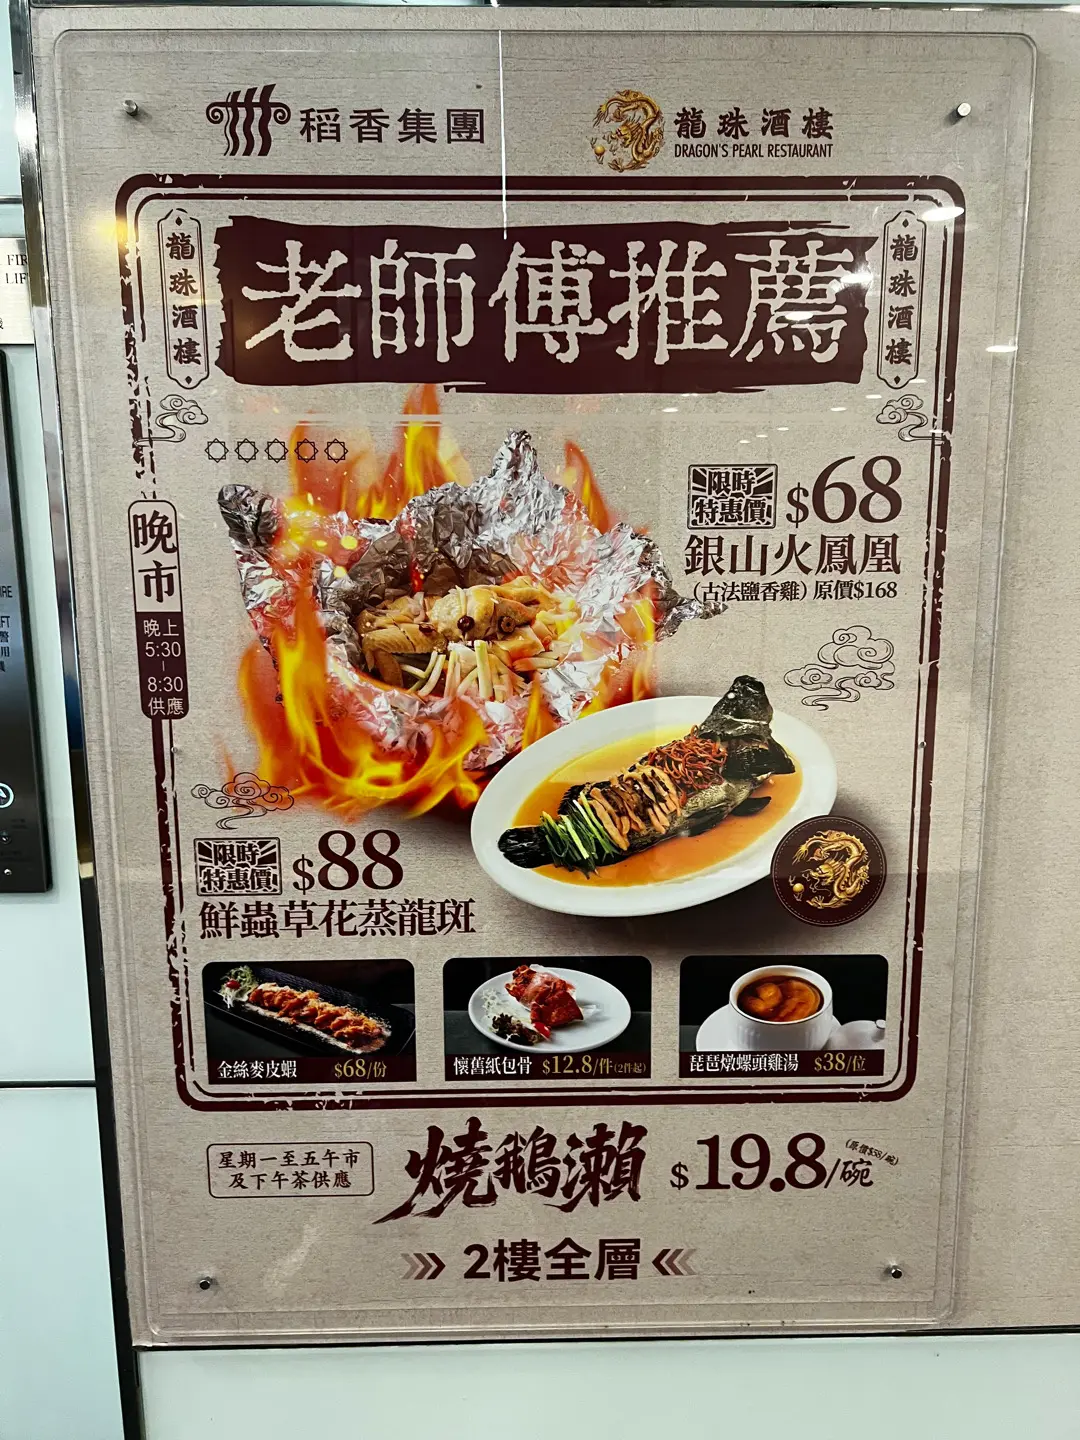 稻香集團
龍珠酒樓
DRAGON'S PEARL RESTAURANT
龍珠酒樓
老師傅推薦
龍珠酒樓
晚市
晚上
5:30
|
8:30
供應
限時
特惠價
$68
銀山火鳳凰
(古法鹽香雞) 原價$168
限時
特惠價
$88
鮮蟲草花蒸龍斑
金絲麥皮蝦 $68/份
懷舊紙包骨 $12.8/件(2件起)
琵琶燉螺頭雞湯 $38/位
星期一至五午市
及下午茶供應
燒鵝瀨
$19.8/碗
2樓全層
FIR
LIF